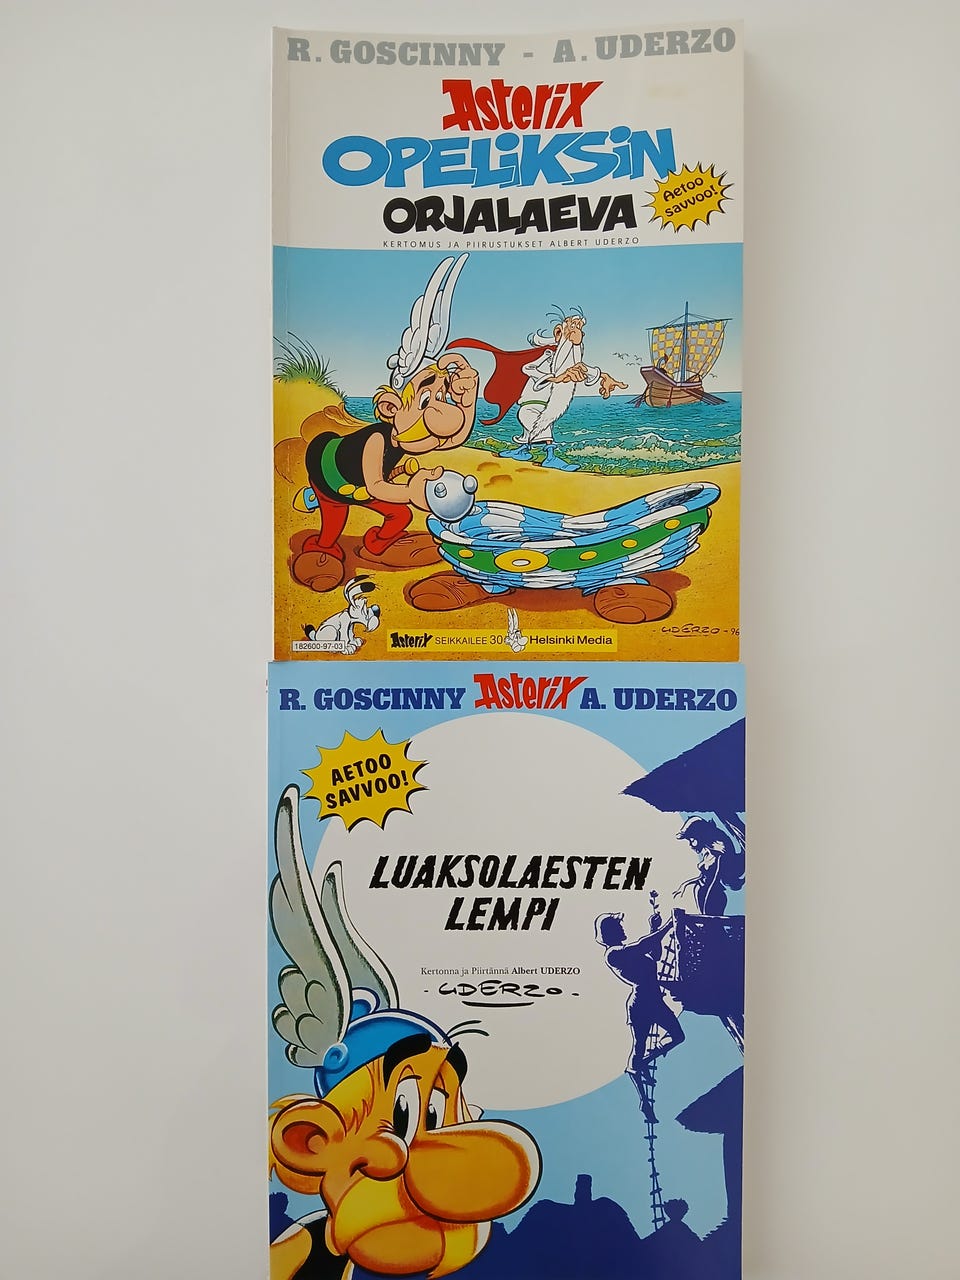 R. GOSCINNY - A. UDERZO
Asterix
OPELiKSiN
ORJALAEVA
Aetoo
savvoo!
KERTOMUS JA PIIRUSTUKSET ALBERT UDERZO
UDERZO - 96
182600-97-03
Asterix SEIKKAILEE 30 Helsinki Media
R. GOSCINNY Asterix A. UDERZO
AETOO
SAVVOO!
LUAKSOLAESTEN
LEMPI
Kertonna ja Piirtännä Albert UDERZO
- UDERZO -